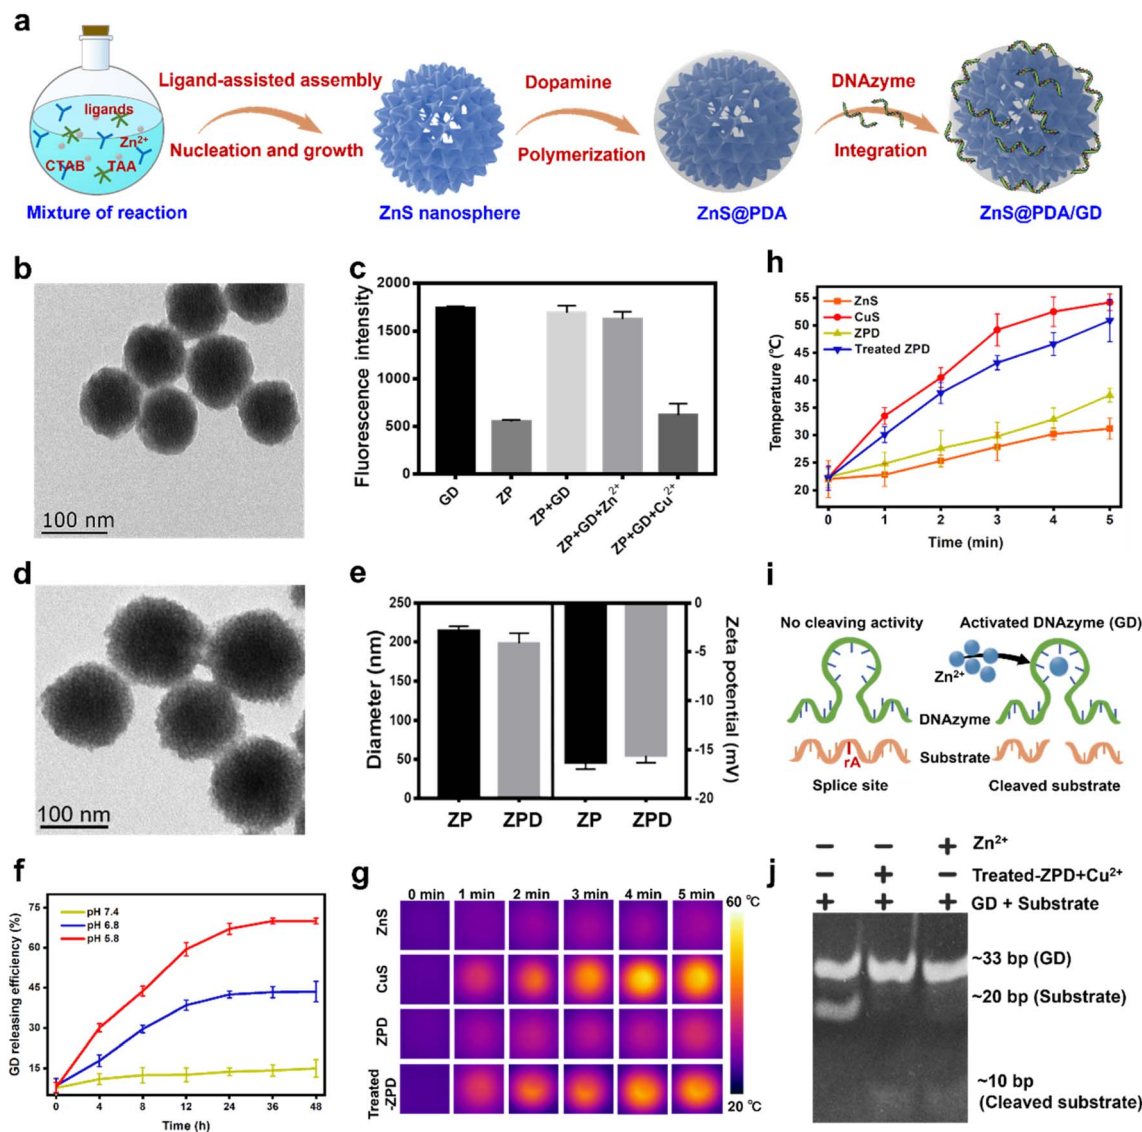 a
ligands
Zn²⁺
CTAB TAA
Mixture of reaction
Ligand-assisted assembly
Nucleation and growth
ZnS nanosphere
Dopamine
Polymerization
ZnS@PDA
DNAzyme
Integration
ZnS@PDA/GD
b
100 nm
c
Fluorescence intensity
2000
1500
1000
500
0
GD
ZP
ZP+GD
ZP+GD+Zn²⁺
ZP+GD+Cu²⁺
h
Temperature (℃)
55
50
45
40
35
30
25
20
ZnS
CuS
ZPD
Treated ZPD
0 1 2 3 4 5
Time (min)
d
100 nm
e
Diameter (nm)
250
200
150
100
50
0
ZP ZPD ZP ZPD
0
-5
-10
-15
-20
Zeta potential (mV)
i
No cleaving activity
Activated DNAzyme (GD)
Zn²⁺
DNAzyme
Substrate
rA
Splice site
Cleaved substrate
f
GD releasing efficiency (%)
75
60
45
30
15
pH 7.4
pH 6.8
pH 5.8
0 4 8 12 24 36 48
Time (h)
g
0 min 1 min 2 min 3 min 4 min 5 min
ZnS
CuS
ZPD
Treated
-ZPD
60 ℃
20 ℃
j
− − + Zn²⁺
− + − Treated-ZPD+Cu²⁺
+ + + GD + Substrate
~33 bp (GD)
~20 bp (Substrate)
~10 bp
(Cleaved substrate)